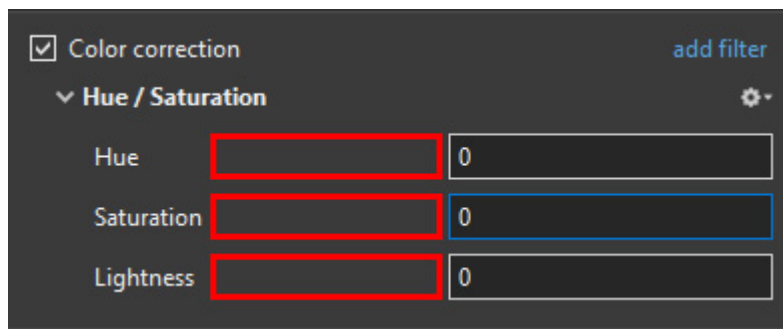 Color correction add filter
Hue / Saturation
Hue 0
Saturation 0
Lightness 0